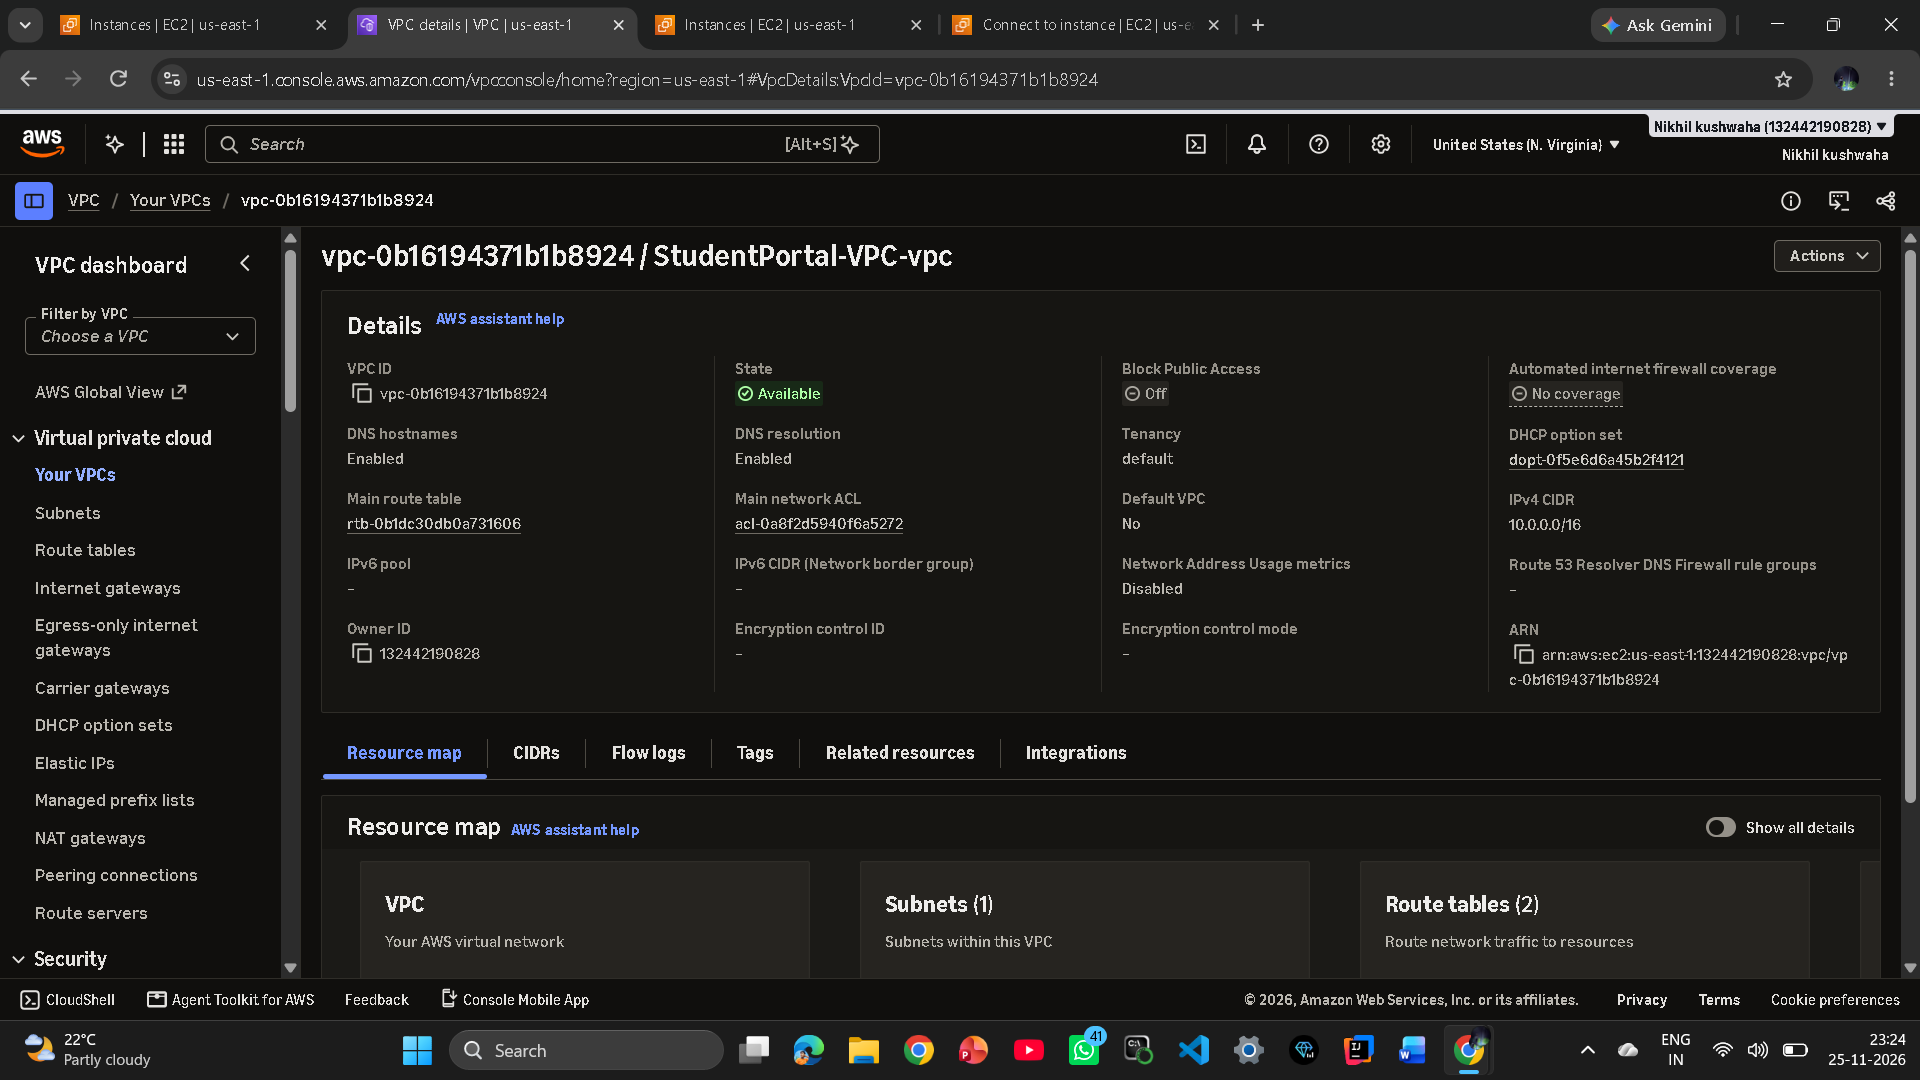 Instances | EC2 | us-east-1
VPC details | VPC | us-east-1
Instances | EC2 | us-east-1
Connect to instance | EC2 | us-e
Ask Gemini
us-east-1.console.aws.amazon.com/vpcconsole/home?region=us-east-1#VpcDetails:VpcId=vpc-0b16194371b1b8924
aws
Search
[Alt+S]
United States (N. Virginia)
Nikhil kushwaha (132442190828)
Nikhil kushwaha
VPC / Your VPCs / vpc-0b16194371b1b8924
VPC dashboard
Filter by VPC
Choose a VPC
AWS Global View
Virtual private cloud
Your VPCs
Subnets
Route tables
Internet gateways
Egress-only internet
gateways
Carrier gateways
DHCP option sets
Elastic IPs
Managed prefix lists
NAT gateways
Peering connections
Route servers
Security
vpc-0b16194371b1b8924 / StudentPortal-VPC-vpc
Actions
Details
AWS assistant help
VPC ID
vpc-0b16194371b1b8924
State
Available
Block Public Access
Off
Automated internet firewall coverage
No coverage
DNS hostnames
Enabled
DNS resolution
Enabled
Tenancy
default
DHCP option set
dopt-0f5e6d6a45b2f4121
Main route table
rtb-0b1dc30db0a731606
Main network ACL
acl-0a8f2d5940f6a5272
Default VPC
No
IPv4 CIDR
10.0.0.0/16
IPv6 pool
–
IPv6 CIDR (Network border group)
–
Network Address Usage metrics
Disabled
Route 53 Resolver DNS Firewall rule groups
–
Owner ID
132442190828
Encryption control ID
–
Encryption control mode
–
ARN
arn:aws:ec2:us-east-1:132442190828:vpc/vp
c-0b16194371b1b8924
Resource map
CIDRs
Flow logs
Tags
Related resources
Integrations
Resource map
AWS assistant help
Show all details
VPC
Your AWS virtual network
Subnets (1)
Subnets within this VPC
Route tables (2)
Route network traffic to resources
CloudShell
Agent Toolkit for AWS
Feedback
Console Mobile App
© 2026, Amazon Web Services, Inc. or its affiliates.
Privacy
Terms
Cookie preferences
22°C
Partly cloudy
Search
41
ENG
IN
23:24
25-11-2026